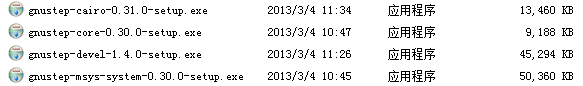 gnustep-cairo-0.31.0-setup.exe 2013/3/4 11:34 应用程序 13,460 KB
gnustep-core-0.30.0-setup.exe 2013/3/4 10:47 应用程序 9,188 KB
gnustep-devel-1.4.0-setup.exe 2013/3/4 11:26 应用程序 45,294 KB
gnustep-msys-system-0.30.0-setup.exe 2013/3/4 10:45 应用程序 50,360 KB